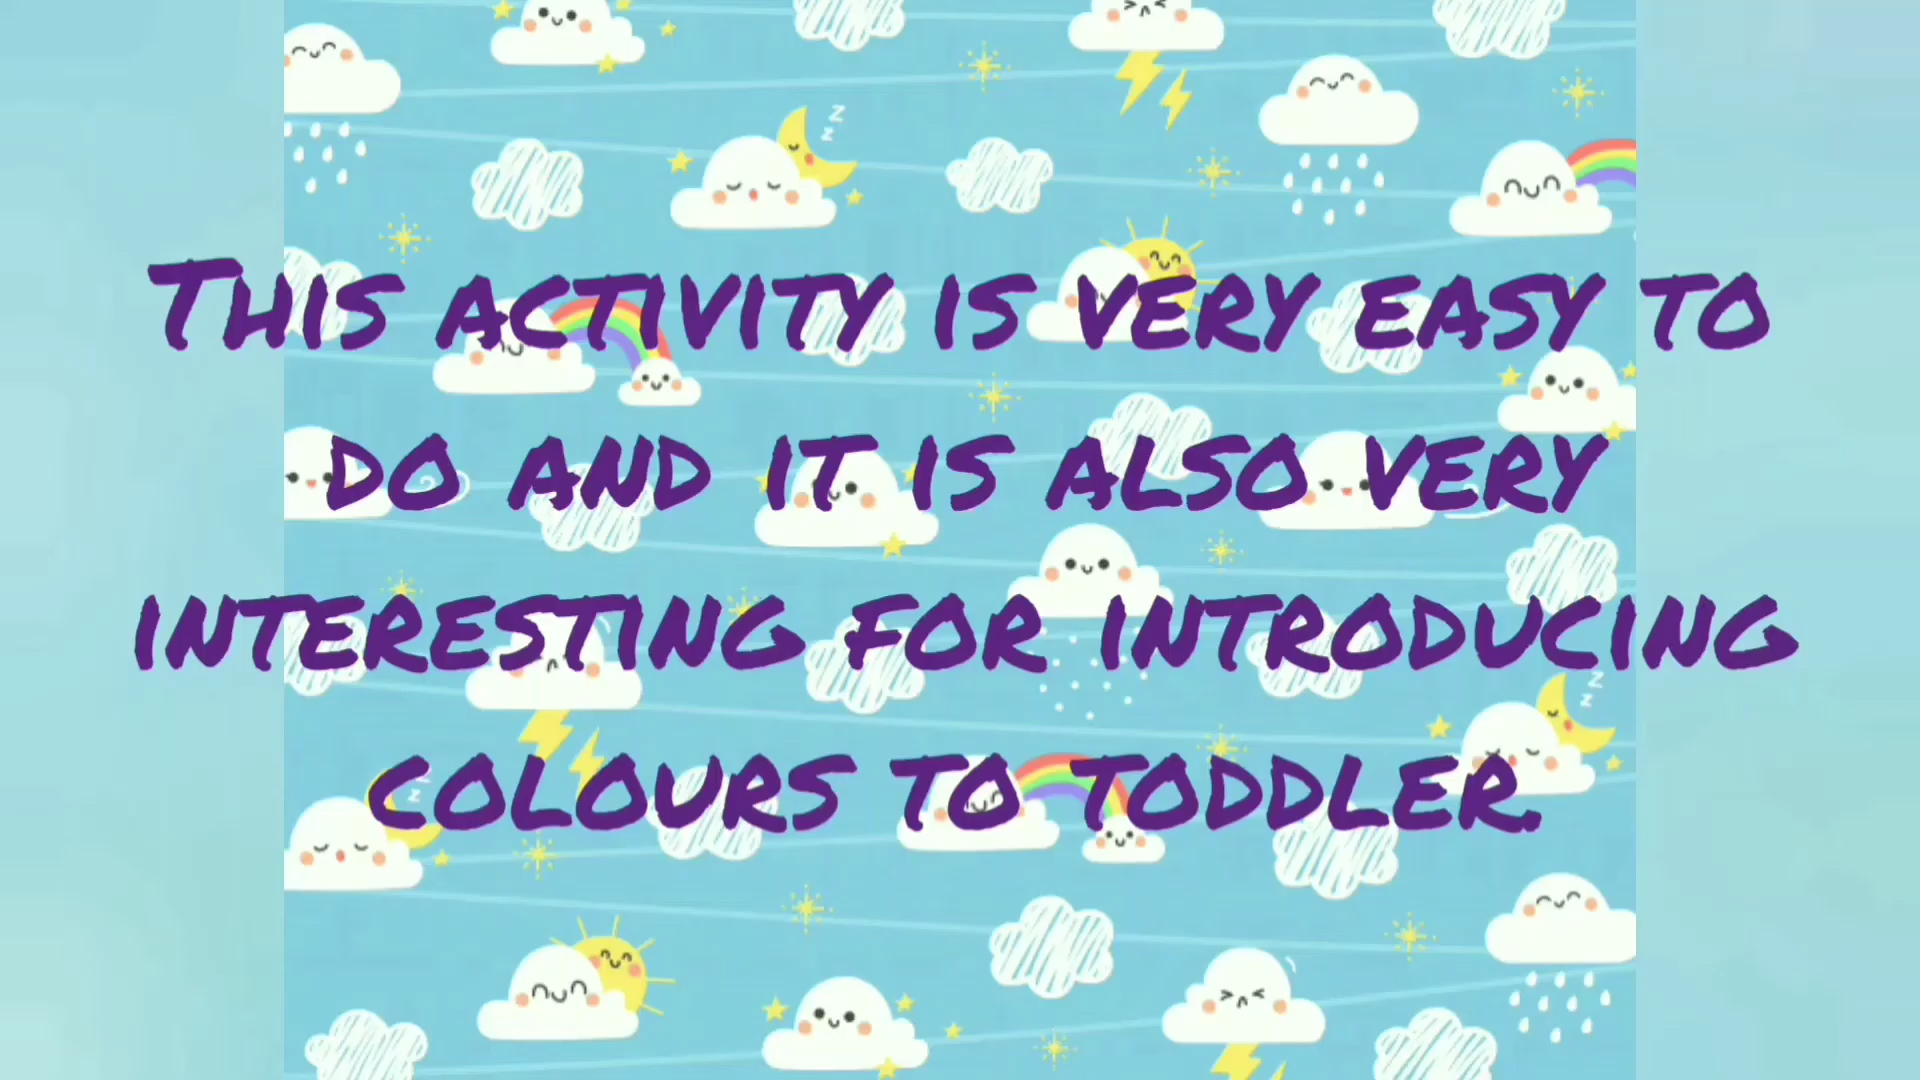 This activity is very easy to
do and it is also very
interesting for introducing
colours to toddler.